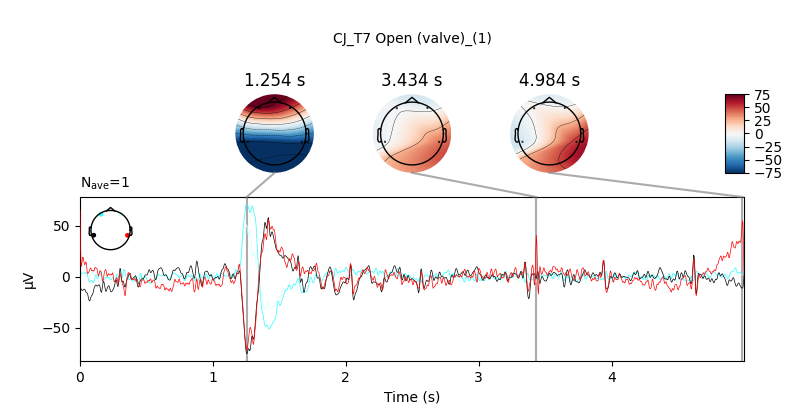 CJ_T7 Open (valve)_(1)
1.254 s 3.434 s 4.984 s
75
50
25
0
−25
−50
−75
Nave=1
50
0
−50
µV
0 1 2 3 4
Time (s)